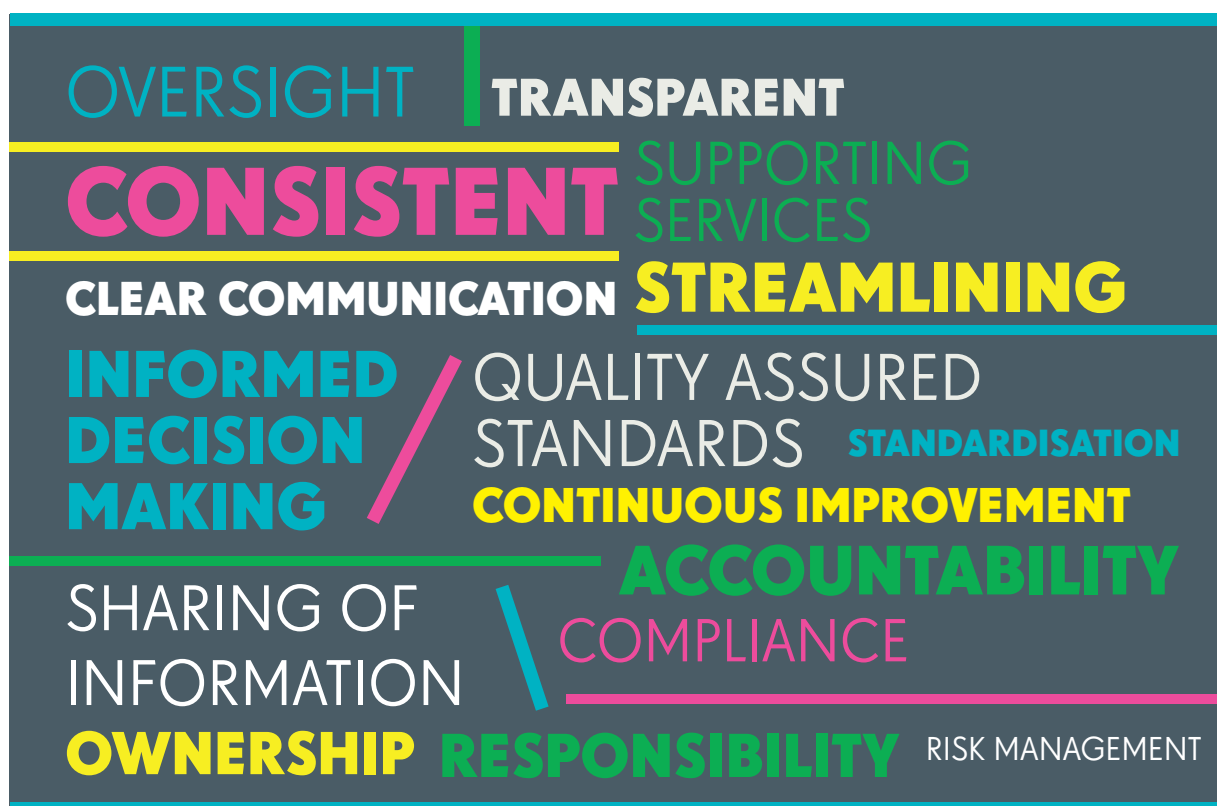 OVERSIGHT
TRANSPARENT
CONSISTENT
SUPPORTING
SERVICES
CLEAR COMMUNICATION
STREAMLINING
INFORMED
DECISION
MAKING
QUALITY ASSURED
STANDARDS
STANDARDISATION
CONTINUOUS IMPROVEMENT
ACCOUNTABILITY
SHARING OF
INFORMATION
COMPLIANCE
OWNERSHIP
RESPONSIBILITY
RISK MANAGEMENT